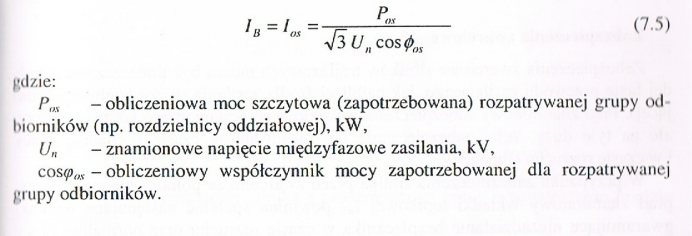 I_B = I_os = P_os / (√3 U_n cosϕ_os) (7.5)
gdzie:
P_os – obliczeniowa moc szczytowa (zapotrzebowana) rozpatrywanej grupy od-
biorników (np. rozdzielnicy oddziałowej), kW,
U_n – znamionowe napięcie międzyfazowe zasilania, kV,
cosφ_os – obliczeniowy współczynnik mocy zapotrzebowanej dla rozpatrywanej
grupy odbiorników.